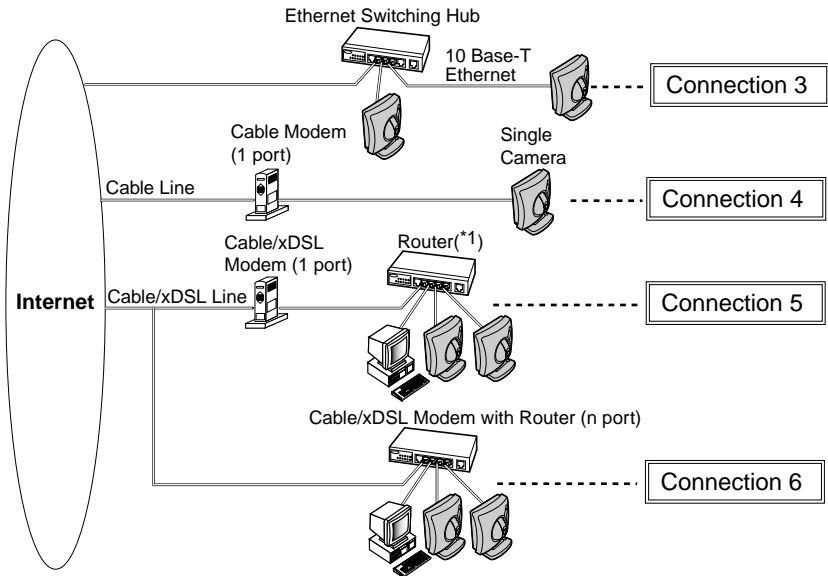 Ethernet Switching Hub
10 Base-T
Ethernet
Connection 3
Cable Modem
(1 port)
Single
Camera
Cable Line
Connection 4
Cable/xDSL
Modem (1 port)
Router(*1)
Internet
Cable/xDSL Line
Connection 5
Cable/xDSL Modem with Router (n port)
Connection 6